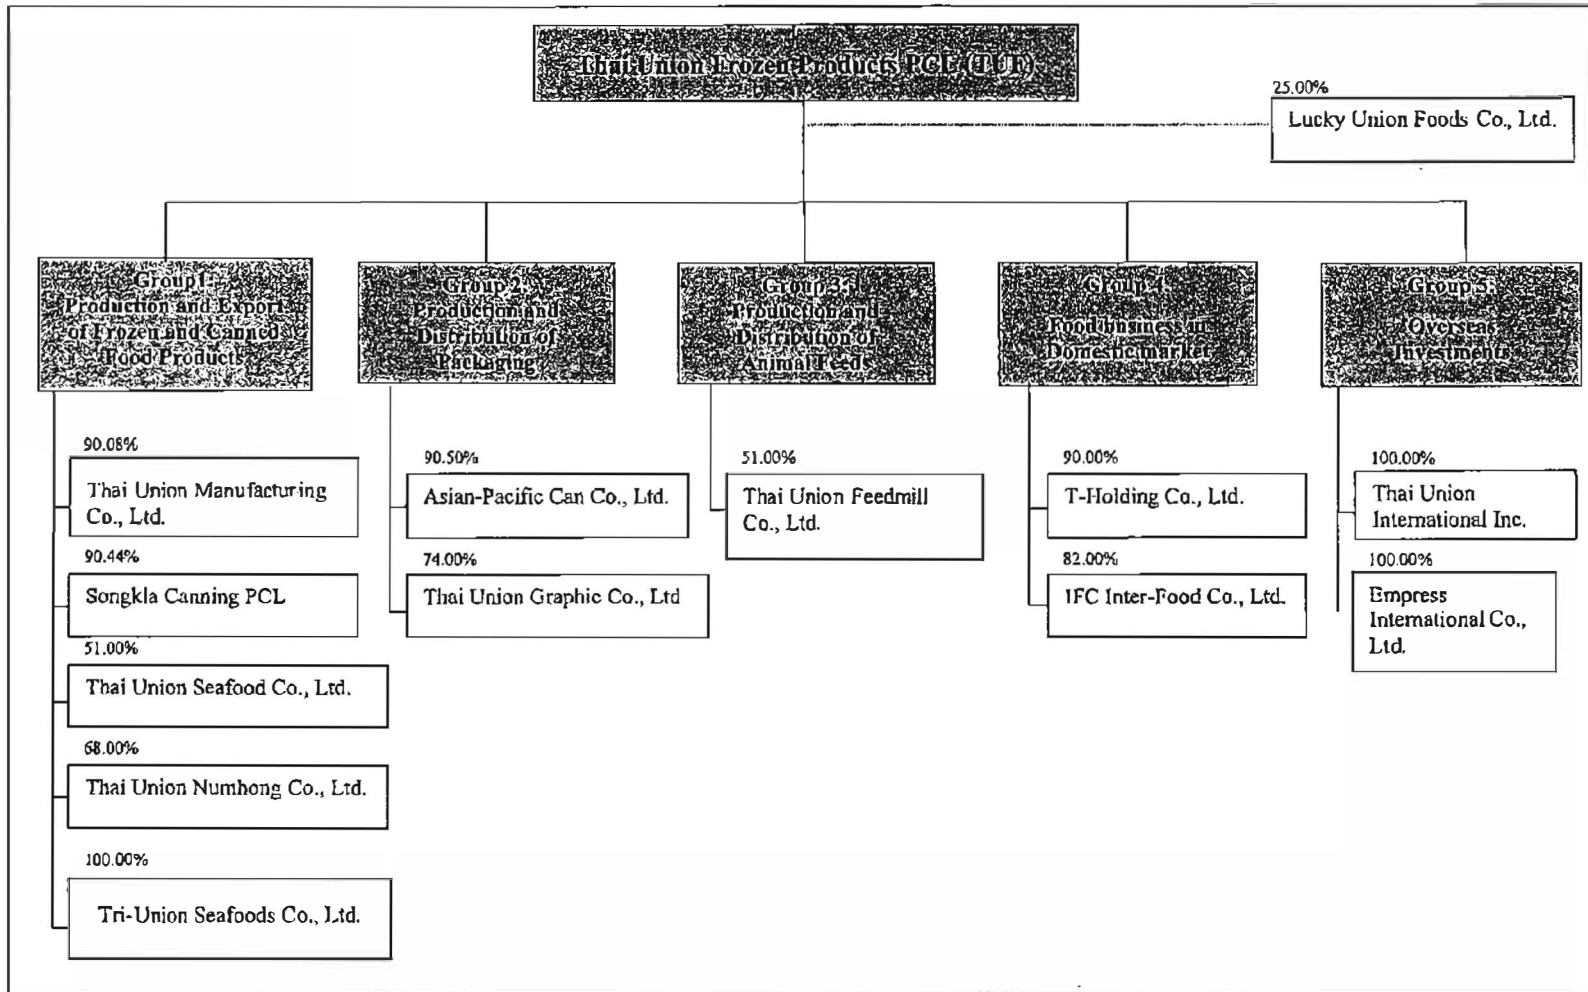 Thai Union Frozen Products PCL (TUF)
25.00%
Lucky Union Foods Co., Ltd.
Group1:
Production and Export
of Frozen and Canned
Food Products
Group 2:
Production and
Distribution of
Packaging
Group 3:
Production and
Distribution of
Animal Feeds
Group 4
Food business in
Domestic market
Group 5:
Overseas
Investments
90.08%
Thai Union Manufacturing
Co., Ltd.
90.44%
Songkla Canning PCL
51.00%
Thai Union Seafood Co., Ltd.
68.00%
Thai Union Numhong Co., Ltd.
100.00%
Tri-Union Seafoods Co., Ltd.
90.50%
Asian-Pacific Can Co., Ltd.
74.00%
Thai Union Graphic Co., Ltd
51.00%
Thai Union Feedmill
Co., Ltd.
90.00%
T-Holding Co., Ltd.
82.00%
IFC Inter-Food Co., Ltd.
100.00%
Thai Union
International Inc.
100.00%
Empress
International Co.,
Ltd.